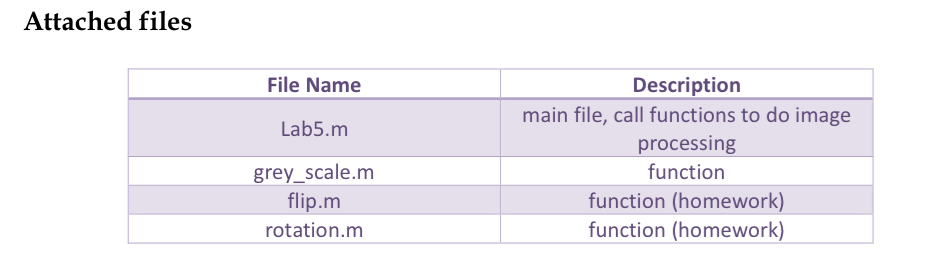 Attached files
File Name Description
Lab5.m main file, call functions to do image processing
grey_scale.m function
flip.m function (homework)
rotation.m function (homework)